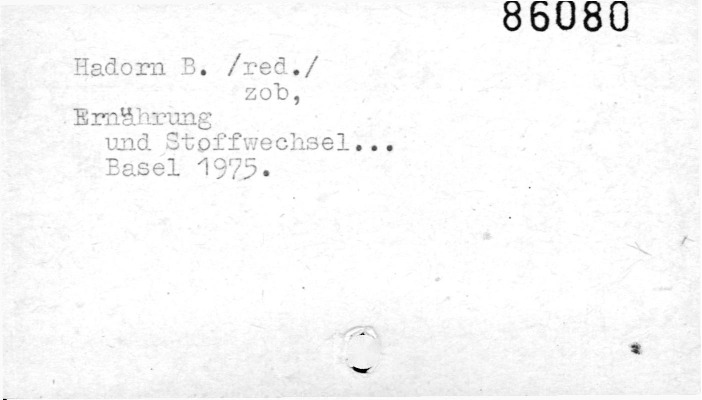 86080
Hadorn B. /red./
zob,
Ernährung
und Stoffwechsel...
Basel 1975.